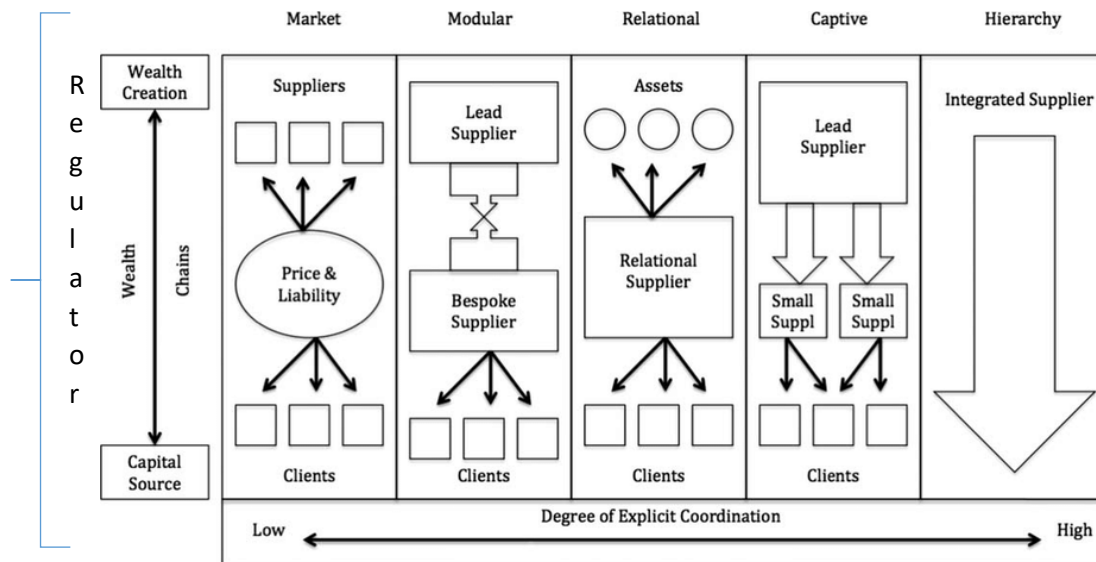 Market Modular Relational Captive Hierarchy
Regulator
Wealth
Creation
Wealth
Chains
Capital
Source
Suppliers
Price &
Liability
Clients
Lead
Supplier
Bespoke
Supplier
Clients
Assets
Relational
Supplier
Clients
Lead
Supplier
Small
Suppl
Small
Suppl
Clients
Integrated Supplier
Degree of Explicit Coordination
Low
High